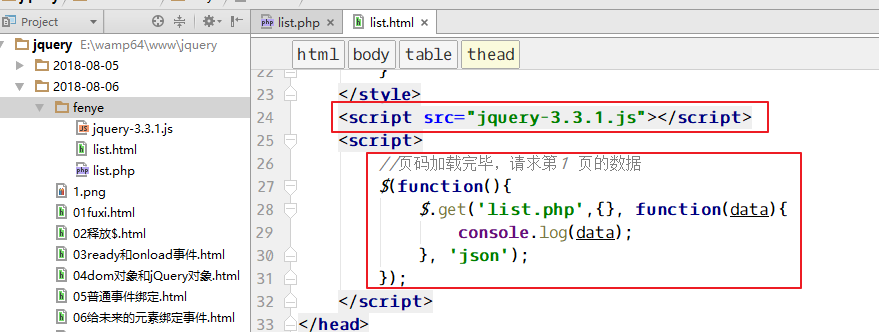 jquery
Project
list.php
list.html
jquery E:\wamp64\www\jquery
2018-08-05
2018-08-06
fenye
jquery-3.3.1.js
list.html
list.php
1.png
01fuxi.html
02释放$.html
03ready和onload事件.html
04dom对象和jQuery对象.html
05普通事件绑定.html
06给未来的元素绑定事件.html
html body table thead
22 }
23 </style>
24 <script src="jquery-3.3.1.js"></script>
25 <script>
26 //页码加载完毕，请求第1 页的数据
27 $(function(){
28 $.get('list.php',{}, function(data){
29 console.log(data);
30 }, 'json');
31 });
32 </script>
33 </head>